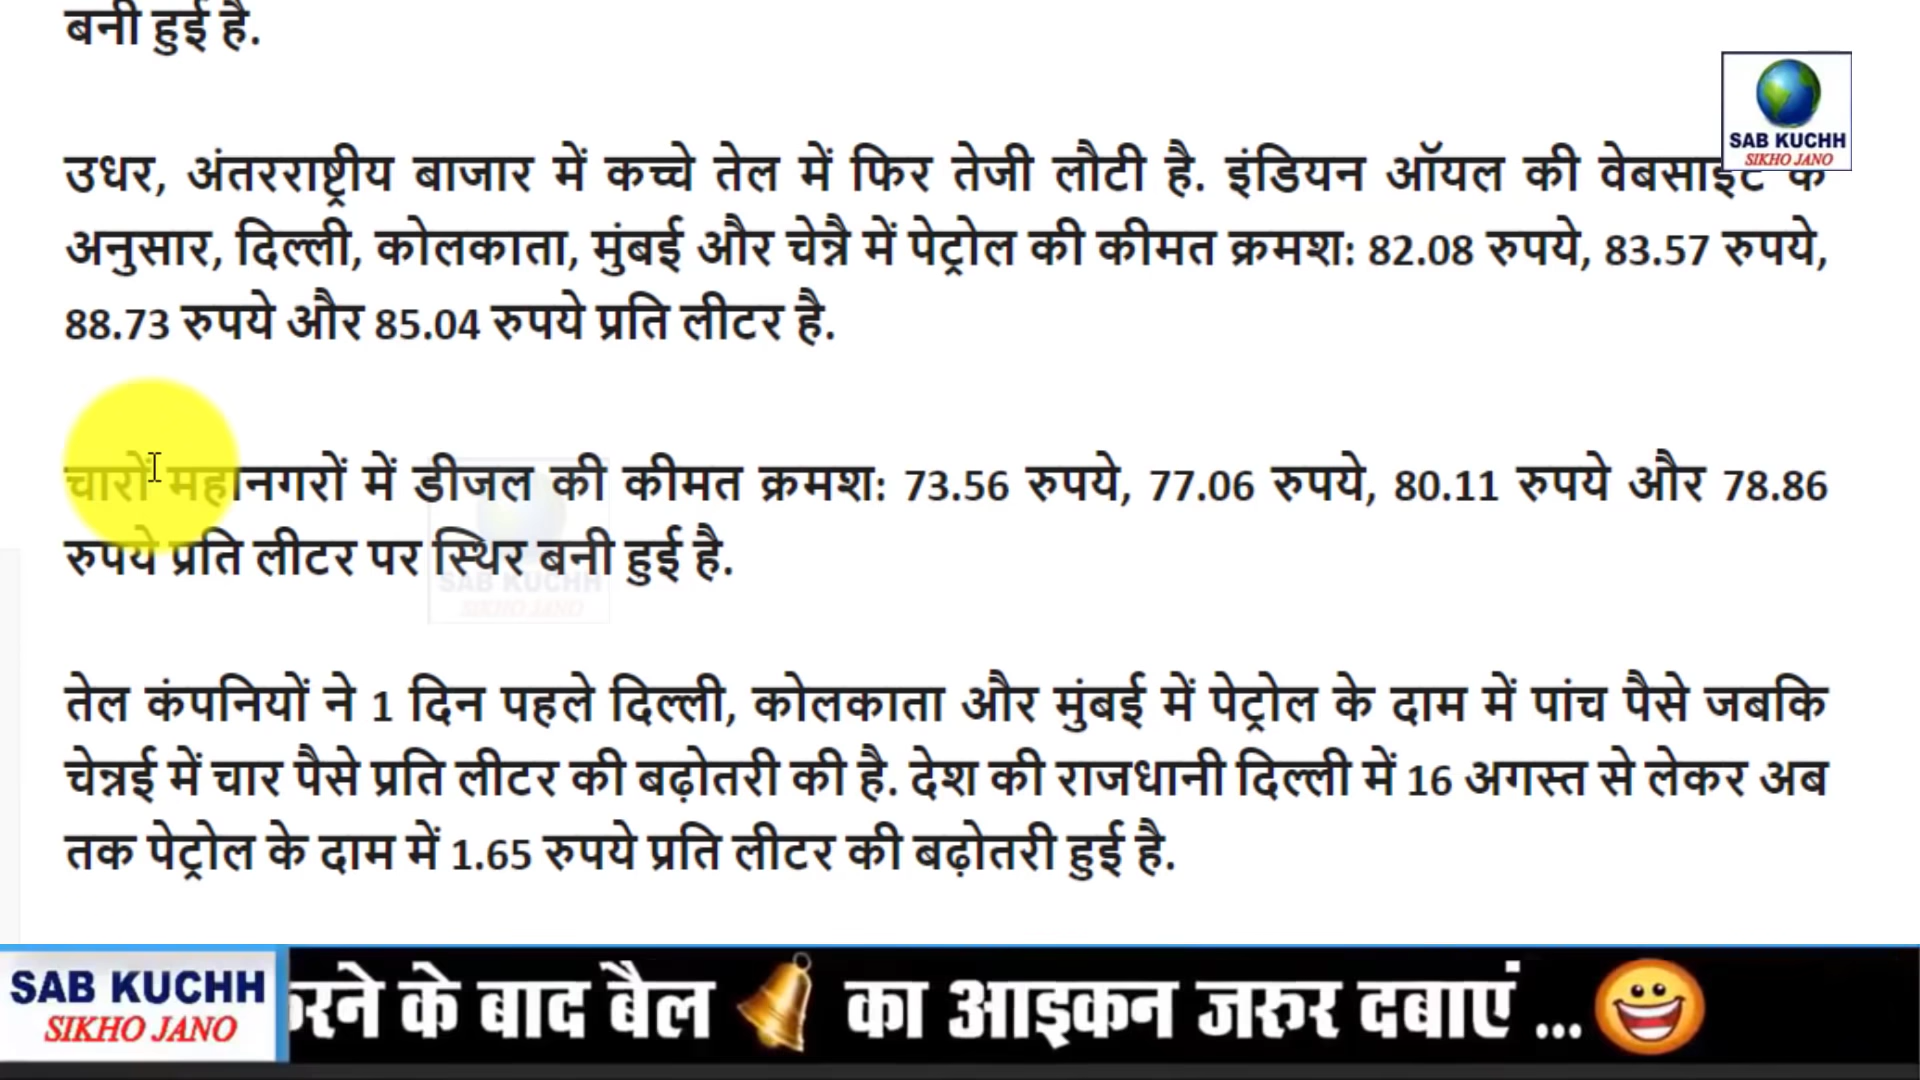 बनी हुई है.
SAB KUCHH
SIKHO JANO
उधर, अंतरराष्ट्रीय बाजार में कच्चे तेल में फिर तेजी लौटी है. इंडियन ऑयल की वेबसाइट के
अनुसार, दिल्ली, कोलकाता, मुंबई और चेन्नै में पेट्रोल की कीमत क्रमश: 82.08 रुपये, 83.57 रुपये,
88.73 रुपये और 85.04 रुपये प्रति लीटर है.
चारों महानगरों में डीजल की कीमत क्रमश: 73.56 रुपये, 77.06 रुपये, 80.11 रुपये और 78.86
रुपये प्रति लीटर पर स्थिर बनी हुई है.
SAB KUCHH
SIKHO JANO
तेल कंपनियों ने 1 दिन पहले दिल्ली, कोलकाता और मुंबई में पेट्रोल के दाम में पांच पैसे जबकि
चेन्नई में चार पैसे प्रति लीटर की बढ़ोतरी की है. देश की राजधानी दिल्ली में 16 अगस्त से लेकर अब
तक पेट्रोल के दाम में 1.65 रुपये प्रति लीटर की बढ़ोतरी हुई है.
SAB KUCHH
SIKHO JANO
के बाद बैल का आइकन जरुर दबाएं ...